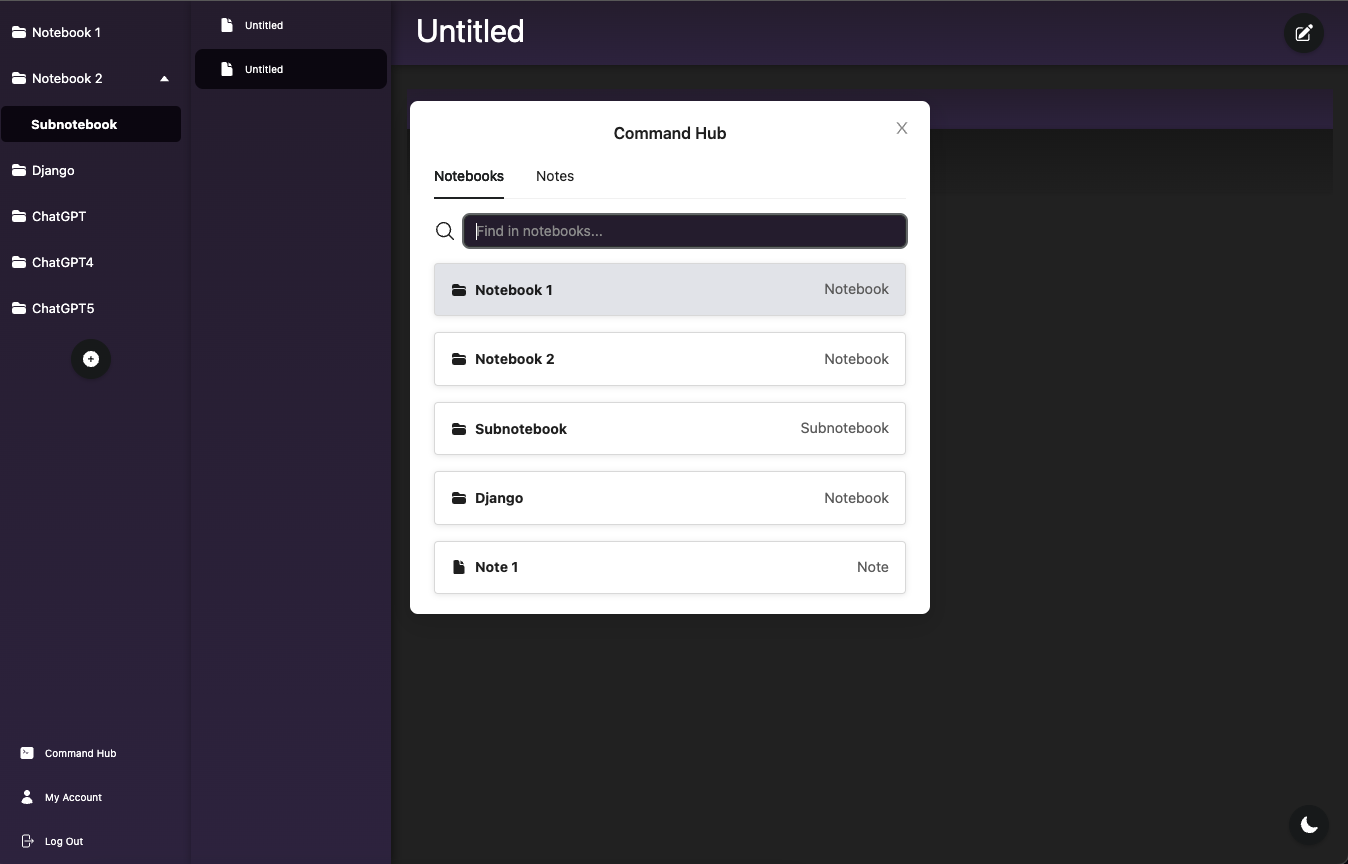 Notebook 1
Notebook 2
Subnotebook
Django
ChatGPT
ChatGPT4
ChatGPT5
Command Hub
My Account
Log Out
Untitled
Untitled
Untitled
Command Hub
Notebooks Notes
Find in notebooks...
Notebook 1 Notebook
Notebook 2 Notebook
Subnotebook Subnotebook
Django Notebook
Note 1 Note